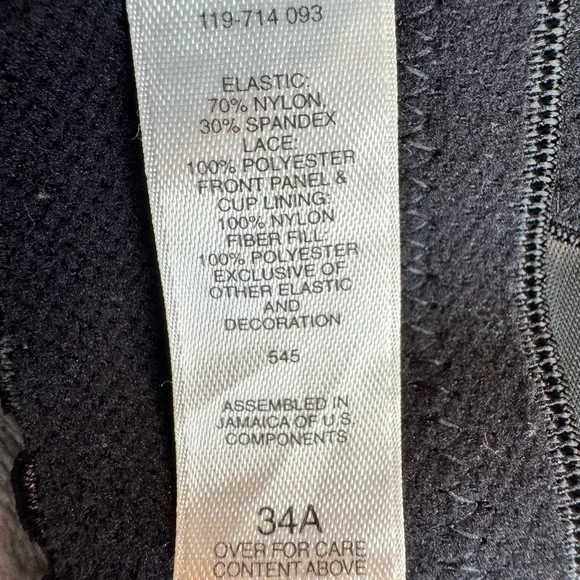 119-714 093
ELASTIC:
70% NYLON,
30% SPANDEX
LACE:
100% POLYESTER
FRONT PANEL &
CUP LINING:
100% NYLON
FIBER FILL:
100% POLYESTER
EXCLUSIVE OF
OTHER ELASTIC
AND
DECORATION
545
ASSEMBLED IN
JAMAICA OF U.S.
COMPONENTS
34A
OVER FOR CARE
CONTENT ABOVE